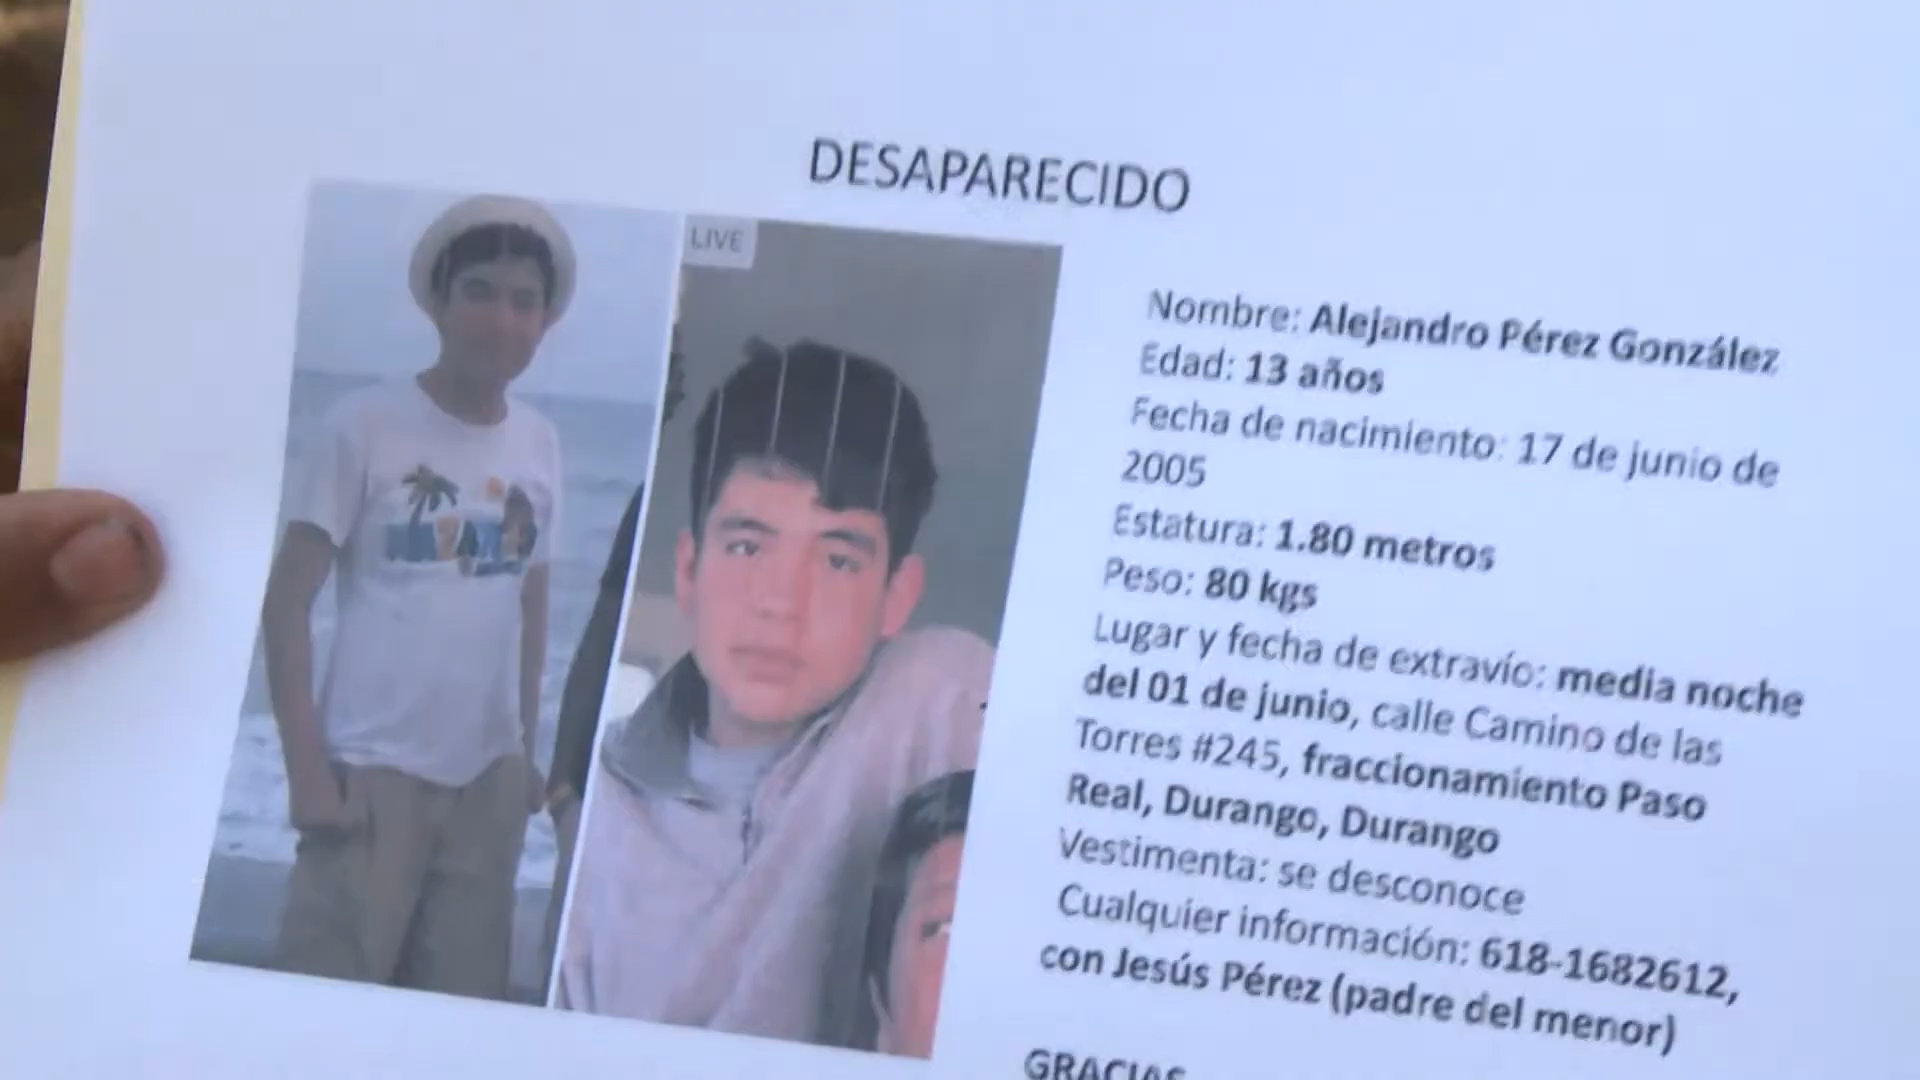 DESAPARECIDO
LIVE
Nombre: Alejandro Pérez González
Edad: 13 años
Fecha de nacimiento: 17 de junio de
2005
Estatura: 1.80 metros
Peso: 80 kgs
Lugar y fecha de extravío: media noche
del 01 de junio, calle Camino de las
Torres #245, fraccionamiento Paso
Real, Durango, Durango
Vestimenta: se desconoce
Cualquier información: 618-1682612,
con Jesús Pérez (padre del menor)
GRACIAS